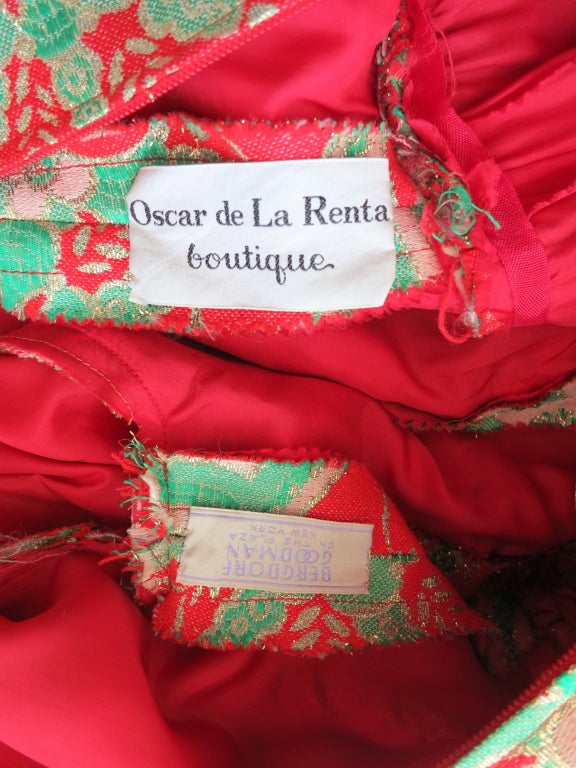 Oscar de La Renta
boutique
BERGDORF
GOODMAN
ON THE PLAZA
NEW YORK